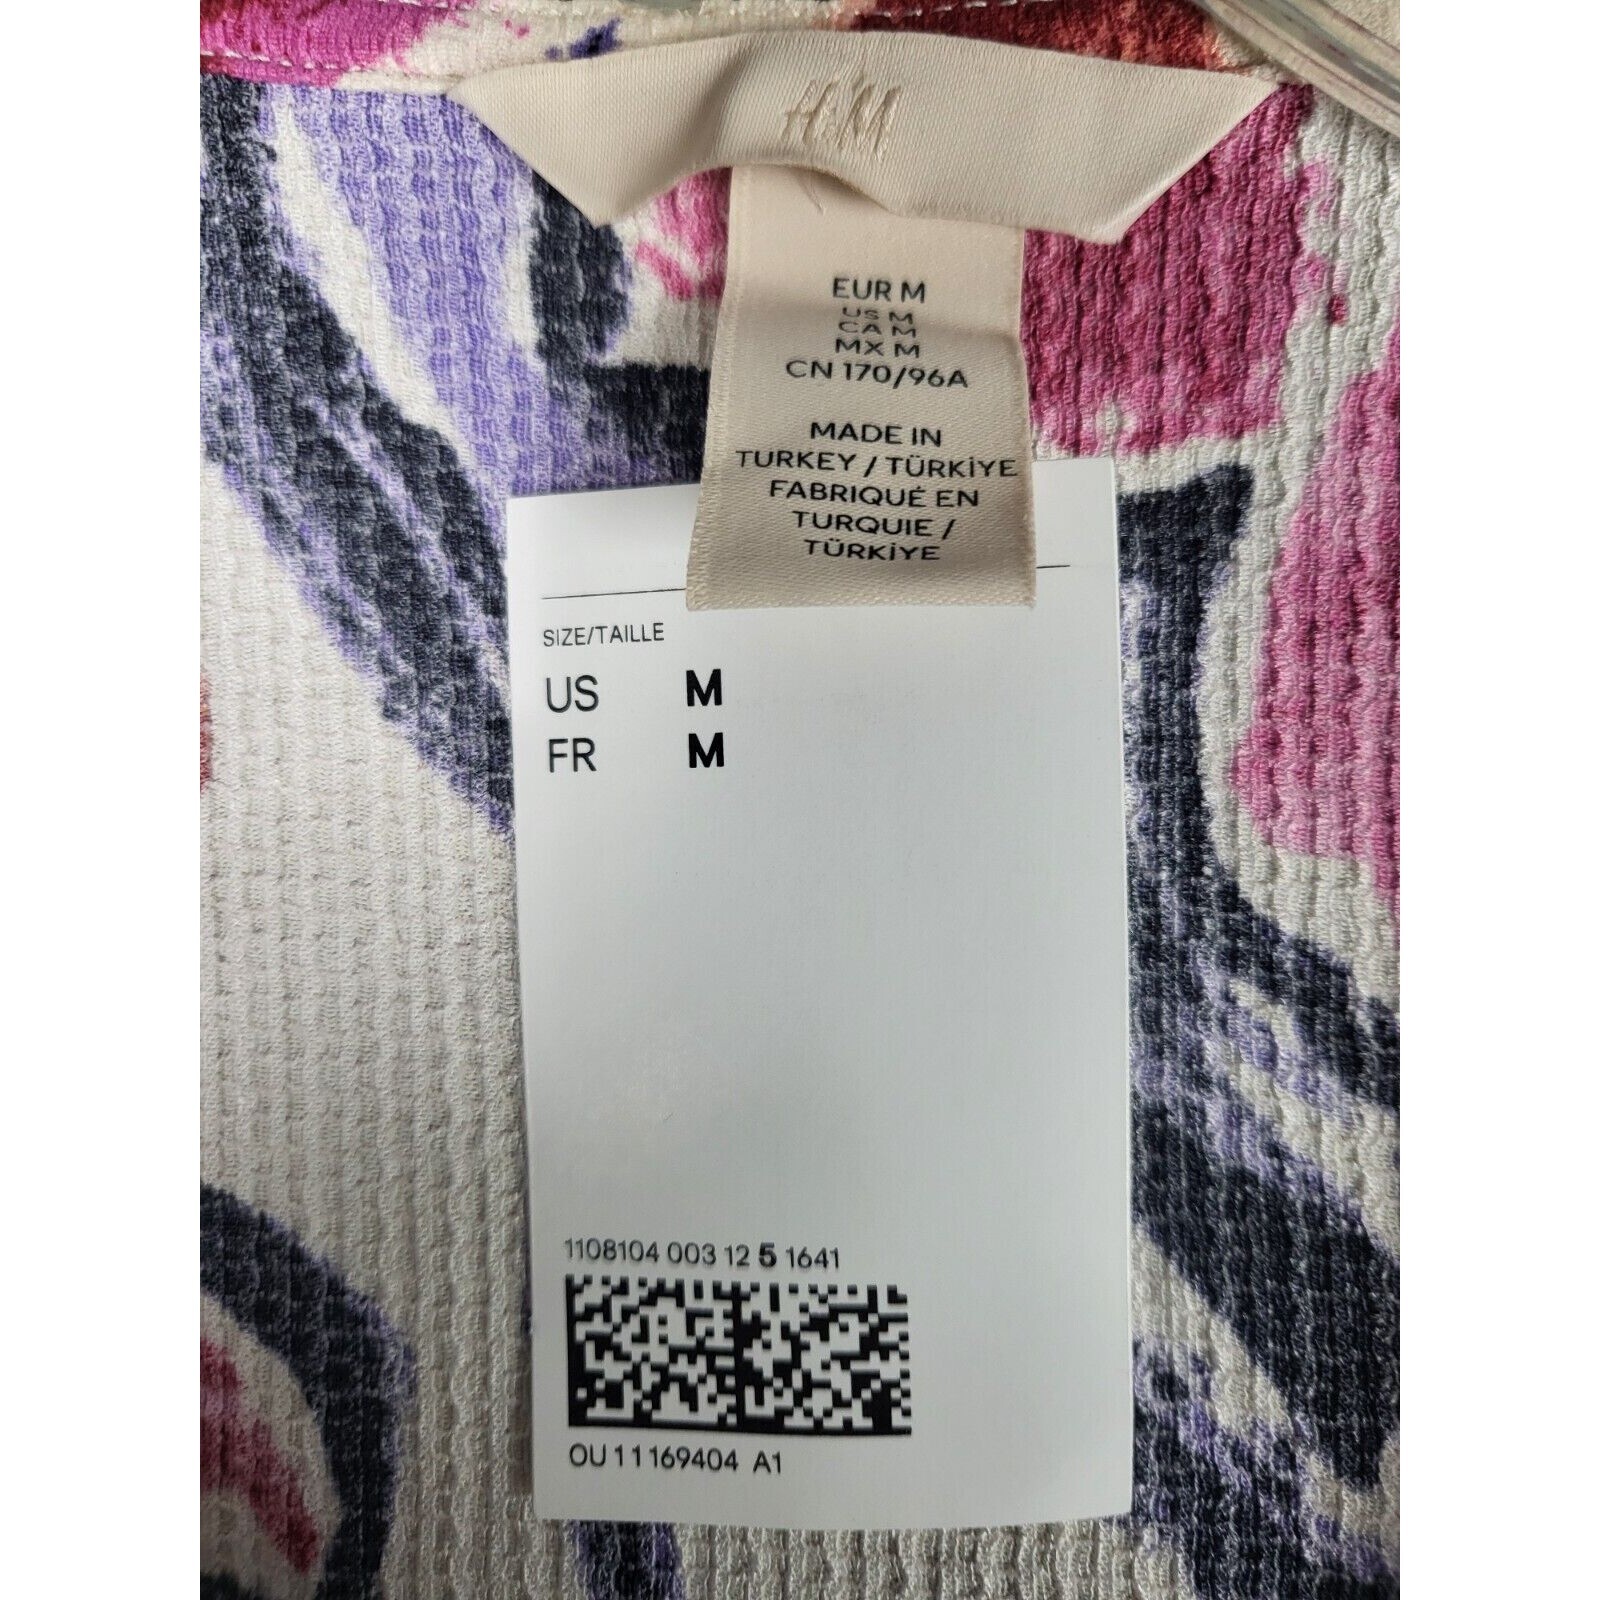 H&M
EUR M
US M
CA M
MX M
CN 170/96A
MADE IN
TURKEY / TÜRKİYE
FABRIQUÉ EN
TURQUIE /
TÜRKİYE
SIZE/TAILLE
US M
FR M
1108104 003 12 5 1641
OU 11169404 A1